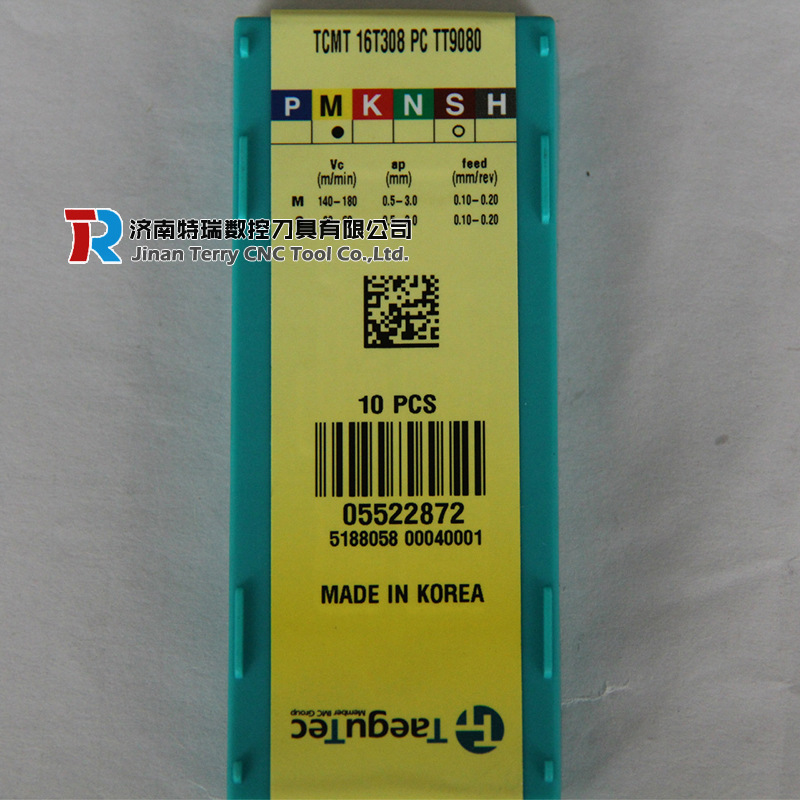 TCMT 16T308 PC TT9080
P M K N S H
Vc ap feed
(m/min) (mm) (mm/rev)
M 140-180 0.5-3.0 0.10-0.20
0.10-0.20
济南特瑞数控刀具有限公司
Jinan Terry CNC Tool Co.,Ltd.
TR
10 PCS
05522872
5188058 00040001
MADE IN KOREA
TaeguTec
Member IMC Group